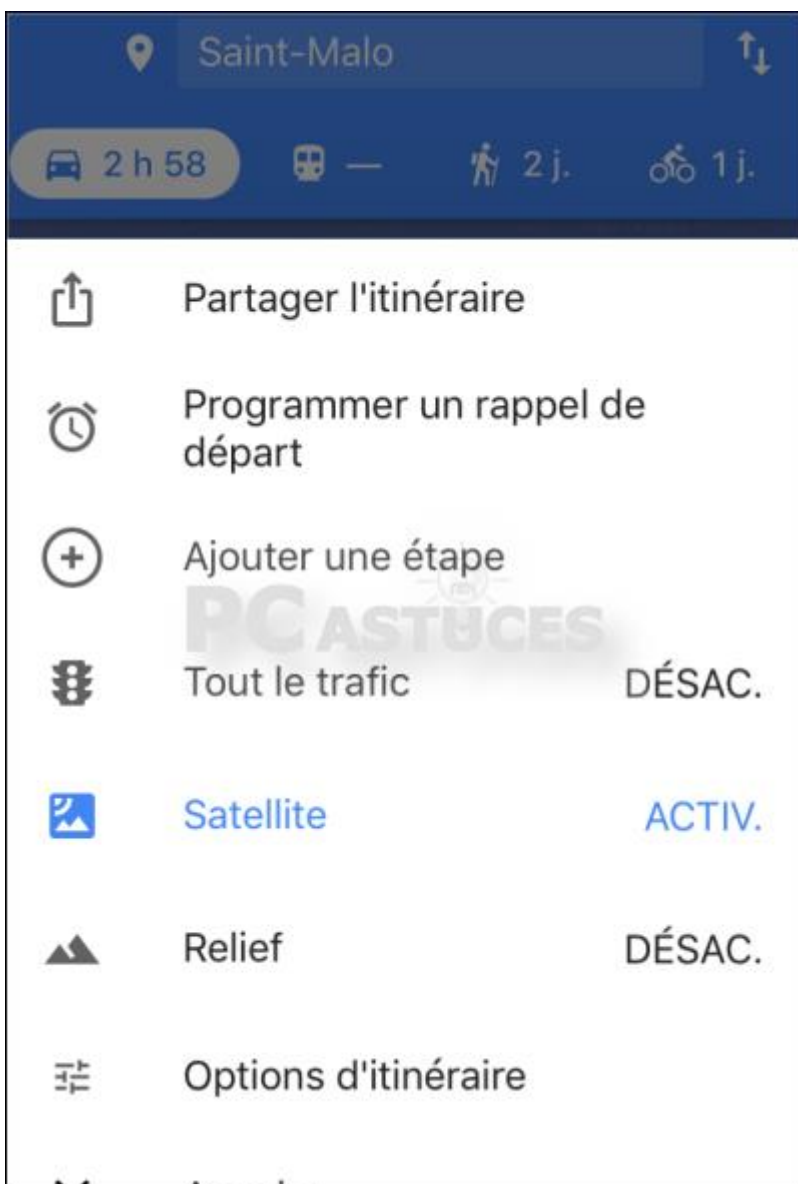 Saint-Malo
2 h 58 — 2 j. 1 j.
Partager l'itinéraire
Programmer un rappel de
départ
Ajouter une étape
PC ASTUCES
Tout le trafic DÉSAC.
Satellite ACTIV.
Relief DÉSAC.
Options d'itinéraire